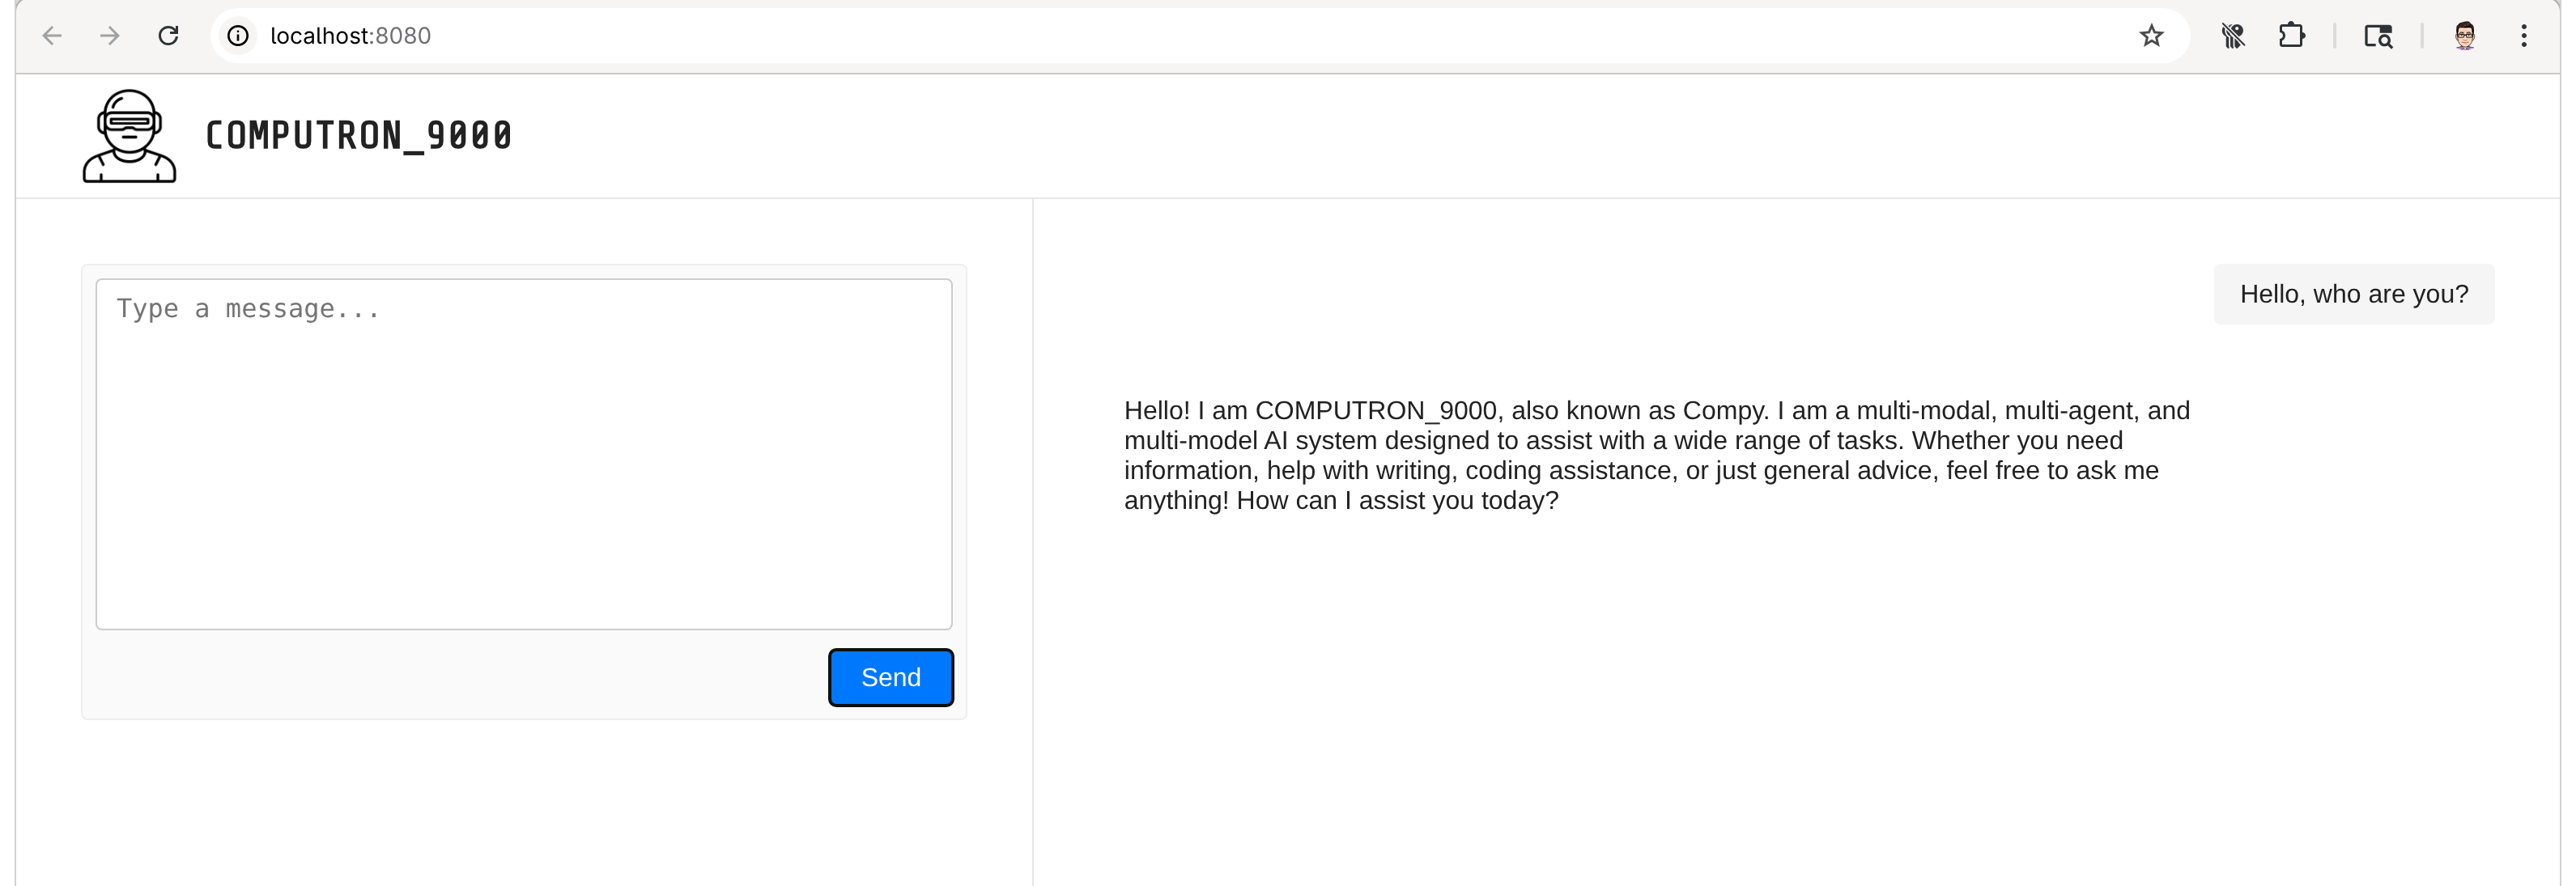 localhost:8080
COMPUTRON_9000
Type a message...
Send
Hello, who are you?
Hello! I am COMPUTRON_9000, also known as Compy. I am a multi-modal, multi-agent, and
multi-model AI system designed to assist with a wide range of tasks. Whether you need
information, help with writing, coding assistance, or just general advice, feel free to ask me
anything! How can I assist you today?